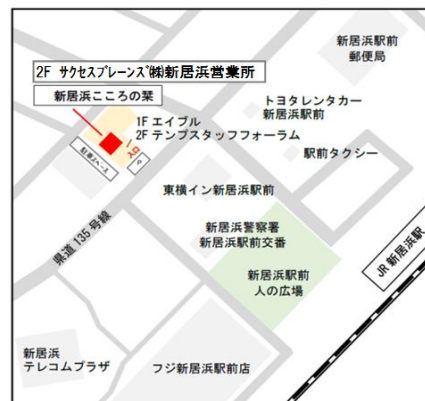 新居浜駅前
郵便局
2F サクセスブレーンズ㈱新居浜営業所
新居浜こころの栞
トヨタレンタカー
新居浜駅前
1F エイブル
2F テンプスタッフフォーラム
入口
駐車スペース
駅前タクシー
東横イン新居浜駅前
新居浜警察署
新居浜駅前交番
県道135号線
新居浜駅前
人の広場
JR新居浜駅
新居浜
テレコムプラザ
フジ新居浜駅前店